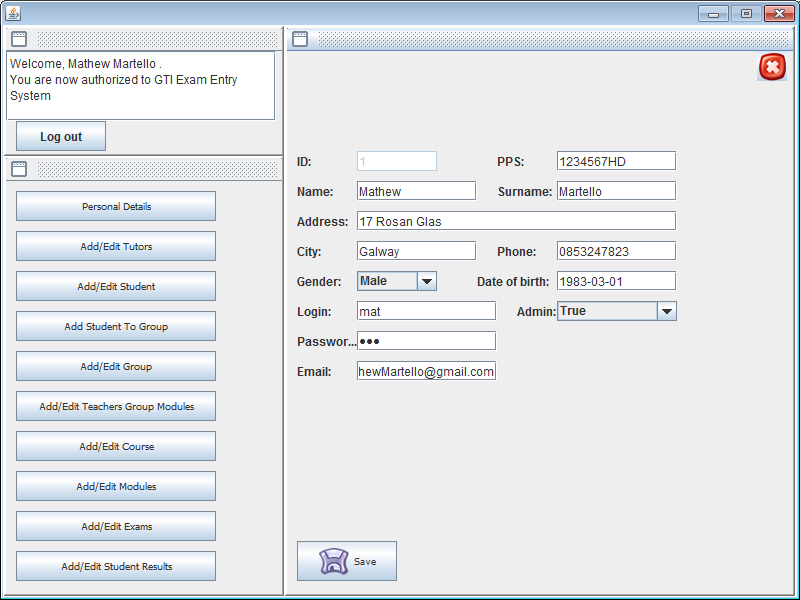 Welcome, Mathew Martello .
You are now authorized to GTI Exam Entry
System
Log out
Personal Details
Add/Edit Tutors
Add/Edit Student
Add Student To Group
Add/Edit Group
Add/Edit Teachers Group Modules
Add/Edit Course
Add/Edit Modules
Add/Edit Exams
Add/Edit Student Results
ID: 1 PPS: 1234567HD
Name: Mathew Surname: Martello
Address: 17 Rosan Glas
City: Galway Phone: 0853247823
Gender: Male Date of birth: 1983-03-01
Login: mat Admin: True
Passwor... ●●●
Email: hewMartello@gmail.com
Save